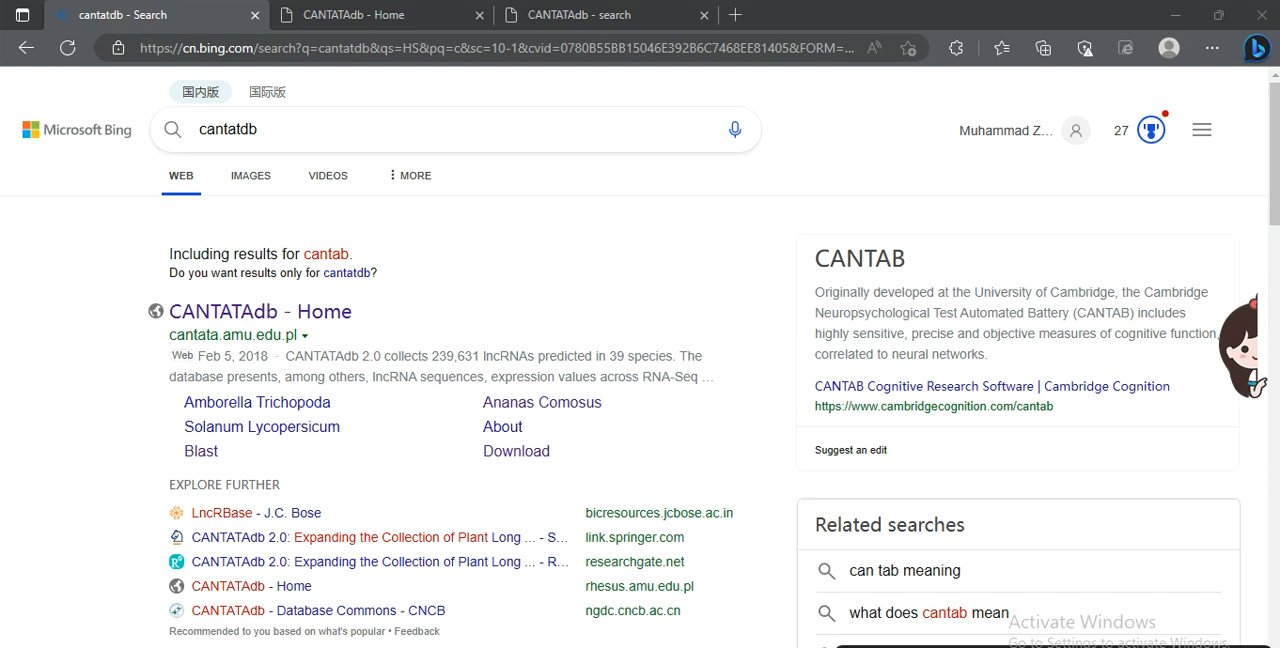 cantatdb - Search
CANTATAdb - Home
CANTATAdb - search
https://cn.bing.com/search?q=cantatdb&qs=HS&pq=c&sc=10-1&cvid=0780B55BB15046E392B6C7468EE81405&FORM=...
国内版 国际版
Microsoft Bing
cantatdb
Muhammad Z...
27
WEB IMAGES VIDEOS MORE
Including results for cantab.
Do you want results only for cantatdb?
CANTATAdb - Home
cantata.amu.edu.pl
Web Feb 5, 2018 · CANTATAdb 2.0 collects 239,631 lncRNAs predicted in 39 species. The
database presents, among others, lncRNA sequences, expression values across RNA-Seq ...
Amborella Trichopoda
Ananas Comosus
Solanum Lycopersicum
About
Blast
Download
EXPLORE FURTHER
LncRBase - J.C. Bose
bicresources.jcbose.ac.in
CANTATAdb 2.0: Expanding the Collection of Plant Long ... - S...
link.springer.com
CANTATAdb 2.0: Expanding the Collection of Plant Long ... - R...
researchgate.net
CANTATAdb - Home
rhesus.amu.edu.pl
CANTATAdb - Database Commons - CNCB
ngdc.cncb.ac.cn
Recommended to you based on what's popular • Feedback
CANTAB
Originally developed at the University of Cambridge, the Cambridge
Neuropsychological Test Automated Battery (CANTAB) includes
highly sensitive, precise and objective measures of cognitive function,
correlated to neural networks.
CANTAB Cognitive Research Software | Cambridge Cognition
https://www.cambridgecognition.com/cantab
Suggest an edit
Related searches
can tab meaning
what does cantab mean
Activate Windows
Go to Settings to activate Windows.